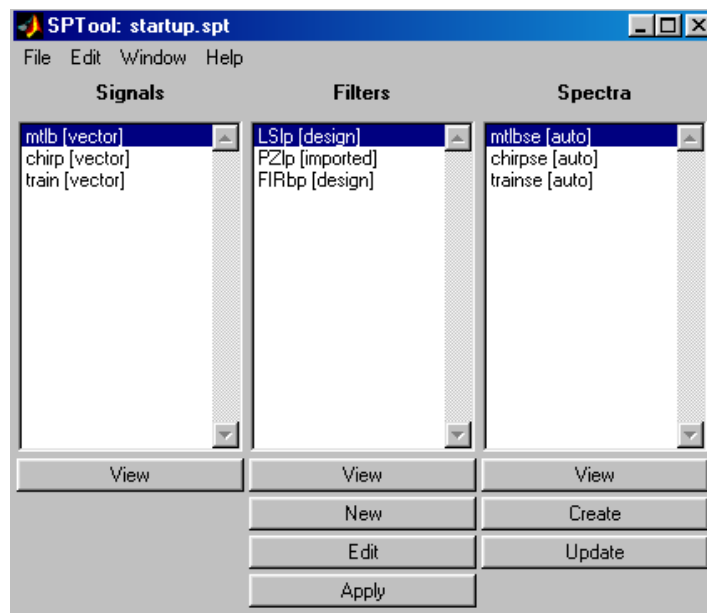 SPTool: startup.spt
File Edit Window Help
Signals Filters Spectra
mtlb [vector] LSlp [design] mtlbse [auto]
chirp [vector] PZlp [imported] chirpse [auto]
train [vector] FIRbp [design] trainse [auto]
View View View
New Create
Edit Update
Apply